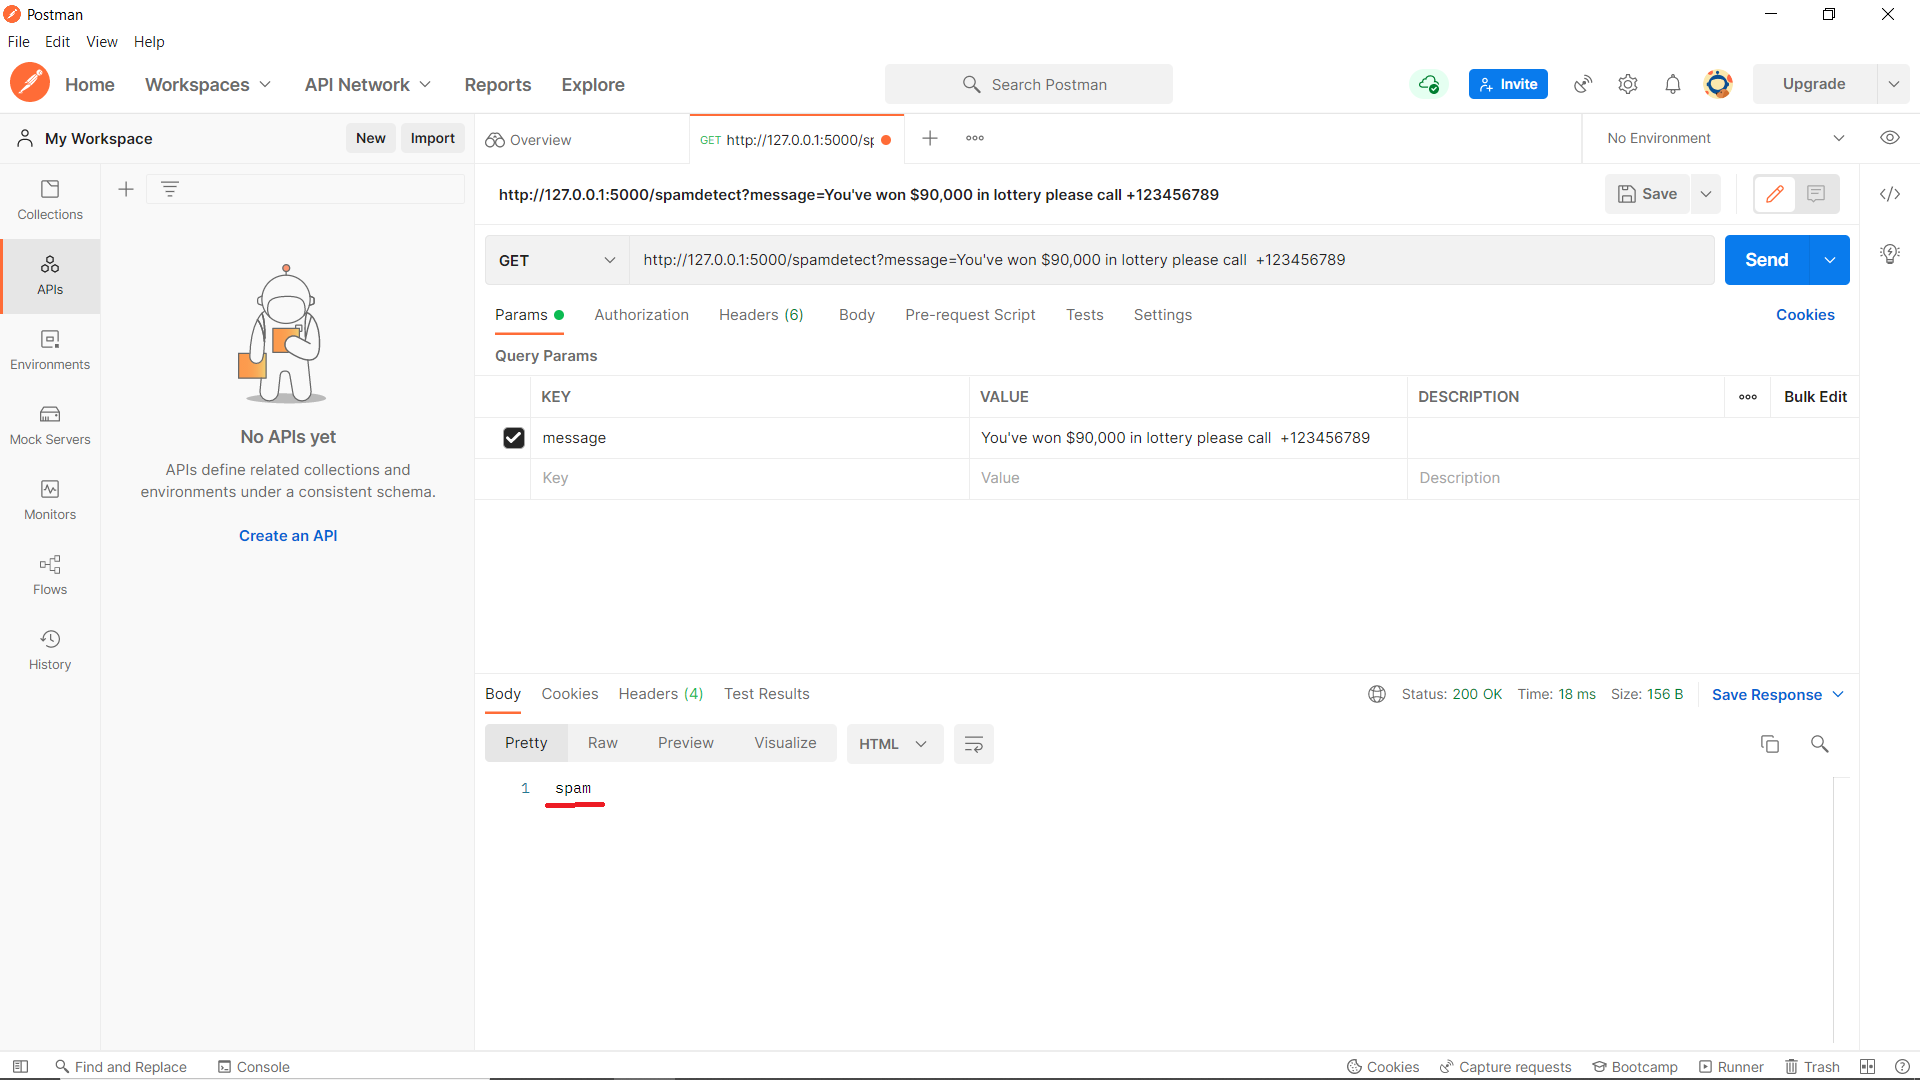 Postman
File Edit View Help
Home Workspaces API Network Reports Explore Search Postman Invite Upgrade
My Workspace New Import Overview GET http://127.0.0.1:5000/sp No Environment
http://127.0.0.1:5000/spamdetect?message=You've won $90,000 in lottery please call +123456789 Save
GET http://127.0.0.1:5000/spamdetect?message=You've won $90,000 in lottery please call +123456789 Send
Params Authorization Headers (6) Body Pre-request Script Tests Settings Cookies
Query Params
KEY VALUE DESCRIPTION Bulk Edit
message You've won $90,000 in lottery please call +123456789
Key Value Description
Collections
APIs
Environments
Mock Servers
Monitors
Flows
History
No APIs yet
APIs define related collections and
environments under a consistent schema.
Create an API
Body Cookies Headers (4) Test Results Status: 200 OK Time: 18 ms Size: 156 B Save Response
Pretty Raw Preview Visualize HTML
1 spam
Find and Replace Console Cookies Capture requests Bootcamp Runner Trash